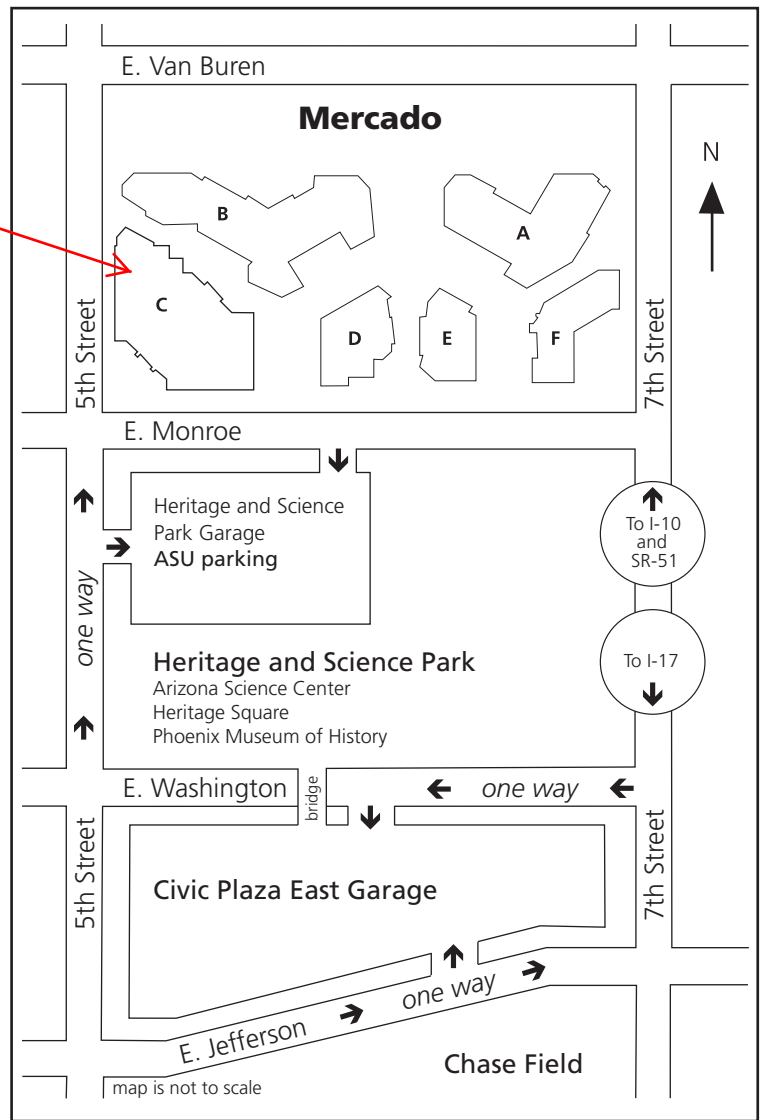 E. Van Buren
Mercado
N
B
A
C
D
E
F
5th Street
7th Street
E. Monroe
Heritage and Science
Park Garage
ASU parking
To I-10
and
SR-51
one way
Heritage and Science Park
Arizona Science Center
Heritage Square
Phoenix Museum of History
To I-17
E. Washington
bridge
one way
5th Street
7th Street
Civic Plaza East Garage
one way
E. Jefferson
Chase Field
map is not to scale